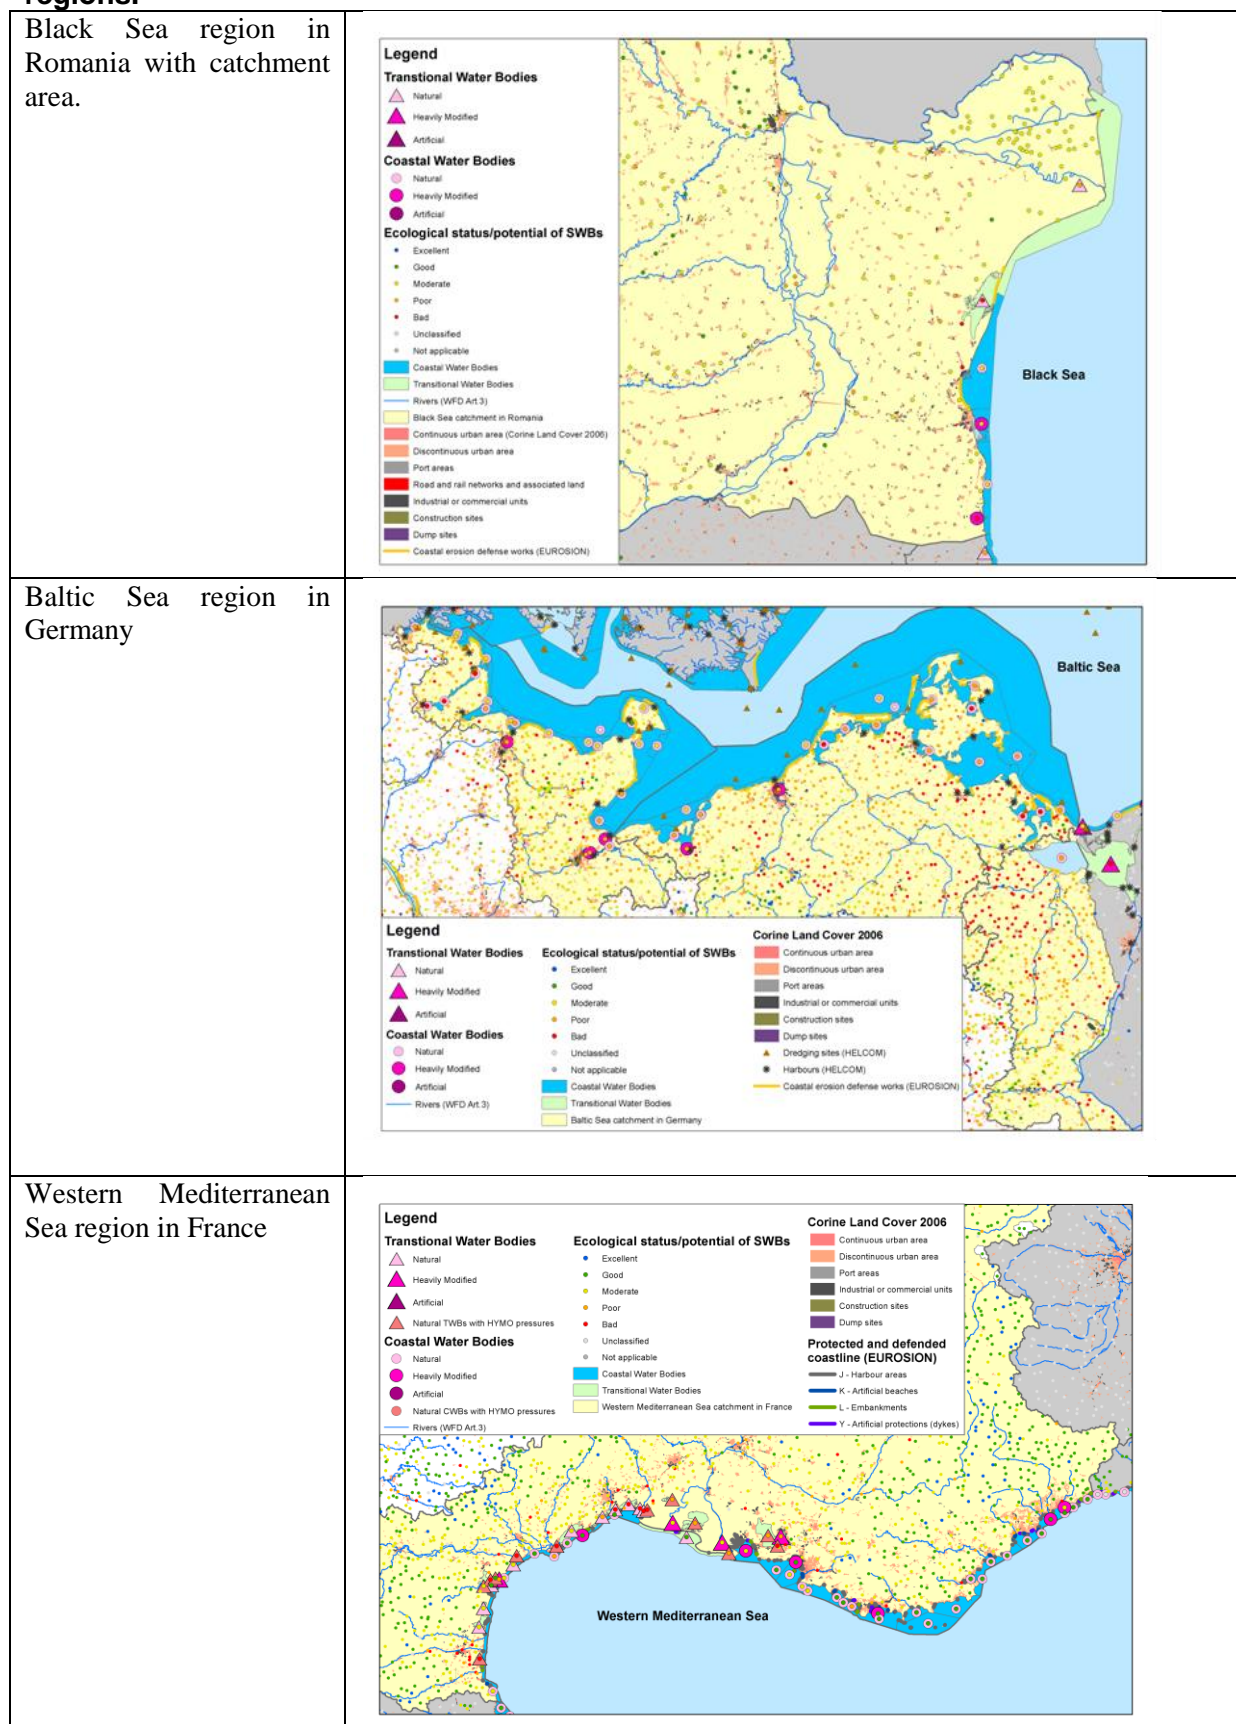 regions.
Black Sea region in
Romania with catchment
area.
Legend
Transtional Water Bodies
Natural
Heavily Modified
Artificial
Coastal Water Bodies
Natural
Heavily Modified
Artificial
Ecological status/potential of SWBs
Excellent
Good
Moderate
Poor
Bad
Unclassified
Not applicable
Coastal Water Bodies
Transitional Water Bodies
Rivers (WFD Art.3)
Black Sea catchment in Romania
Continuous urban area (Corine Land Cover 2006)
Discontinuous urban area
Port areas
Road and rail networks and associated land
Industrial or commercial units
Construction sites
Dump sites
Coastal erosion defense works (EUROSION)
Black Sea
Baltic Sea region in
Germany
Baltic Sea
Legend
Transtional Water Bodies
Natural
Heavily Modified
Artificial
Coastal Water Bodies
Natural
Heavily Modified
Artificial
Rivers (WFD Art.3)
Ecological status/potential of SWBs
Excellent
Good
Moderate
Poor
Bad
Unclassified
Not applicable
Coastal Water Bodies
Transitional Water Bodies
Baltic Sea catchment in Germany
Corine Land Cover 2006
Continuous urban area
Discontinuous urban area
Port areas
Industrial or commercial units
Construction sites
Dump sites
Dredging sites (HELCOM)
Harbours (HELCOM)
Coastal erosion defense works (EUROSION)
Western Mediterranean
Sea region in France
Legend
Transtional Water Bodies
Natural
Heavily Modified
Artificial
Natural TWBs with HYMO pressures
Coastal Water Bodies
Natural
Heavily Modified
Artificial
Natural CWBs with HYMO pressures
Rivers (WFD Art.3)
Ecological status/potential of SWBs
Excellent
Good
Moderate
Poor
Bad
Unclassified
Not applicable
Coastal Water Bodies
Transitional Water Bodies
Western Mediterranean Sea catchment in France
Corine Land Cover 2006
Continuous urban area
Discontinuous urban area
Port areas
Industrial or commercial units
Construction sites
Dump sites
Protected and defended
coastline (EUROSION)
J - Harbour areas
K - Artificial beaches
L - Embankments
Y - Artificial protections (dykes)
Western Mediterranean Sea